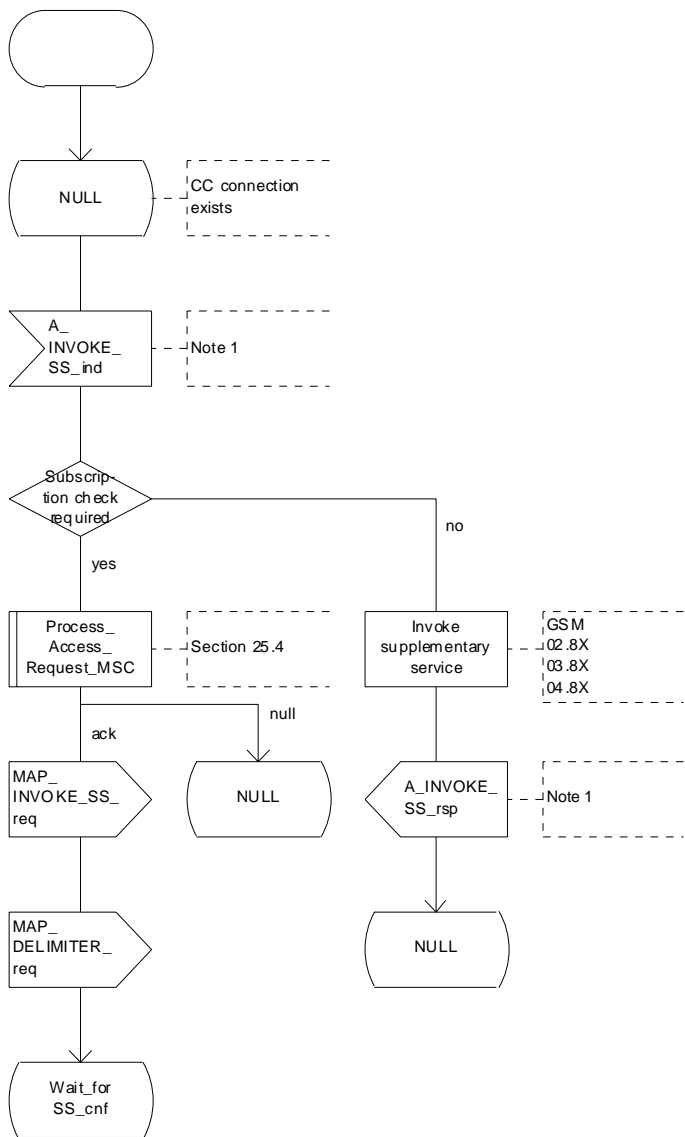 NULL
CC connection
exists
A_
INVOKE_
SS_ind
Note 1
Subscrip-
tion check
required
no
yes
Process_
Access_
Request_MSC
Section 25.4
Invoke
supplementary
service
GSM
02.8X
03.8X
04.8X
null
ack
MAP_
INVOKE_SS_
req
NULL
A_INVOKE_
SS_rsp
Note 1
MAP_
DELIMITER_
req
NULL
Wait_for
SS_cnf